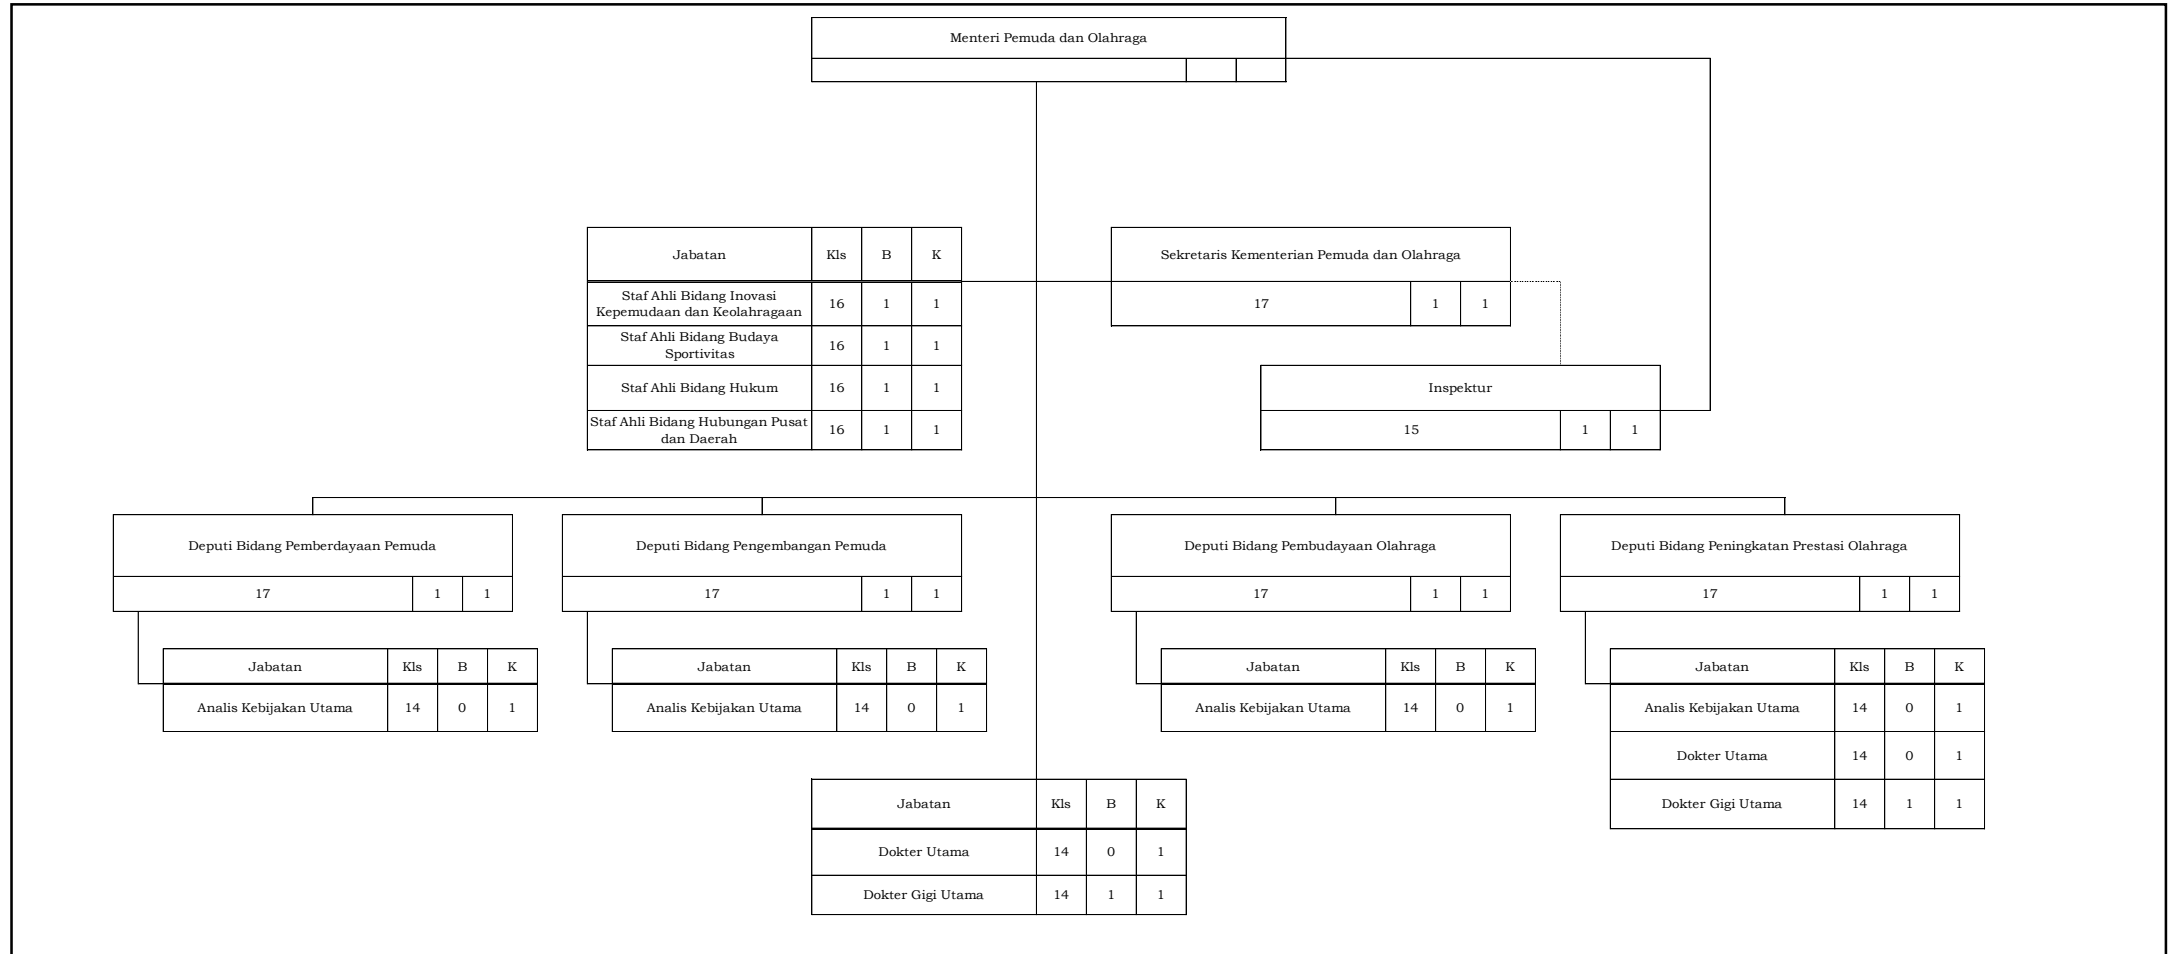 Menteri Pemuda dan Olahraga
Jabatan Kls B K
Staf Ahli Bidang Inovasi
Kepemudaan dan Keolahragaan
16 1 1
Staf Ahli Bidang Budaya
Sportivitas
16 1 1
Staf Ahli Bidang Hukum 16 1 1
Staf Ahli Bidang Hubungan Pusat
dan Daerah
16 1 1
Sekretaris Kementerian Pemuda dan Olahraga
17 1 1
Inspektur
15 1 1
Deputi Bidang Pemberdayaan Pemuda
17 1 1
Jabatan Kls B K
Analis Kebijakan Utama 14 0 1
Deputi Bidang Pengembangan Pemuda
17 1 1
Jabatan Kls B K
Analis Kebijakan Utama 14 0 1
Deputi Bidang Pembudayaan Olahraga
17 1 1
Jabatan Kls B K
Analis Kebijakan Utama 14 0 1
Deputi Bidang Peningkatan Prestasi Olahraga
17 1 1
Jabatan Kls B K
Analis Kebijakan Utama 14 0 1
Dokter Utama 14 0 1
Dokter Gigi Utama 14 1 1
Jabatan Kls B K
Dokter Utama 14 0 1
Dokter Gigi Utama 14 1 1